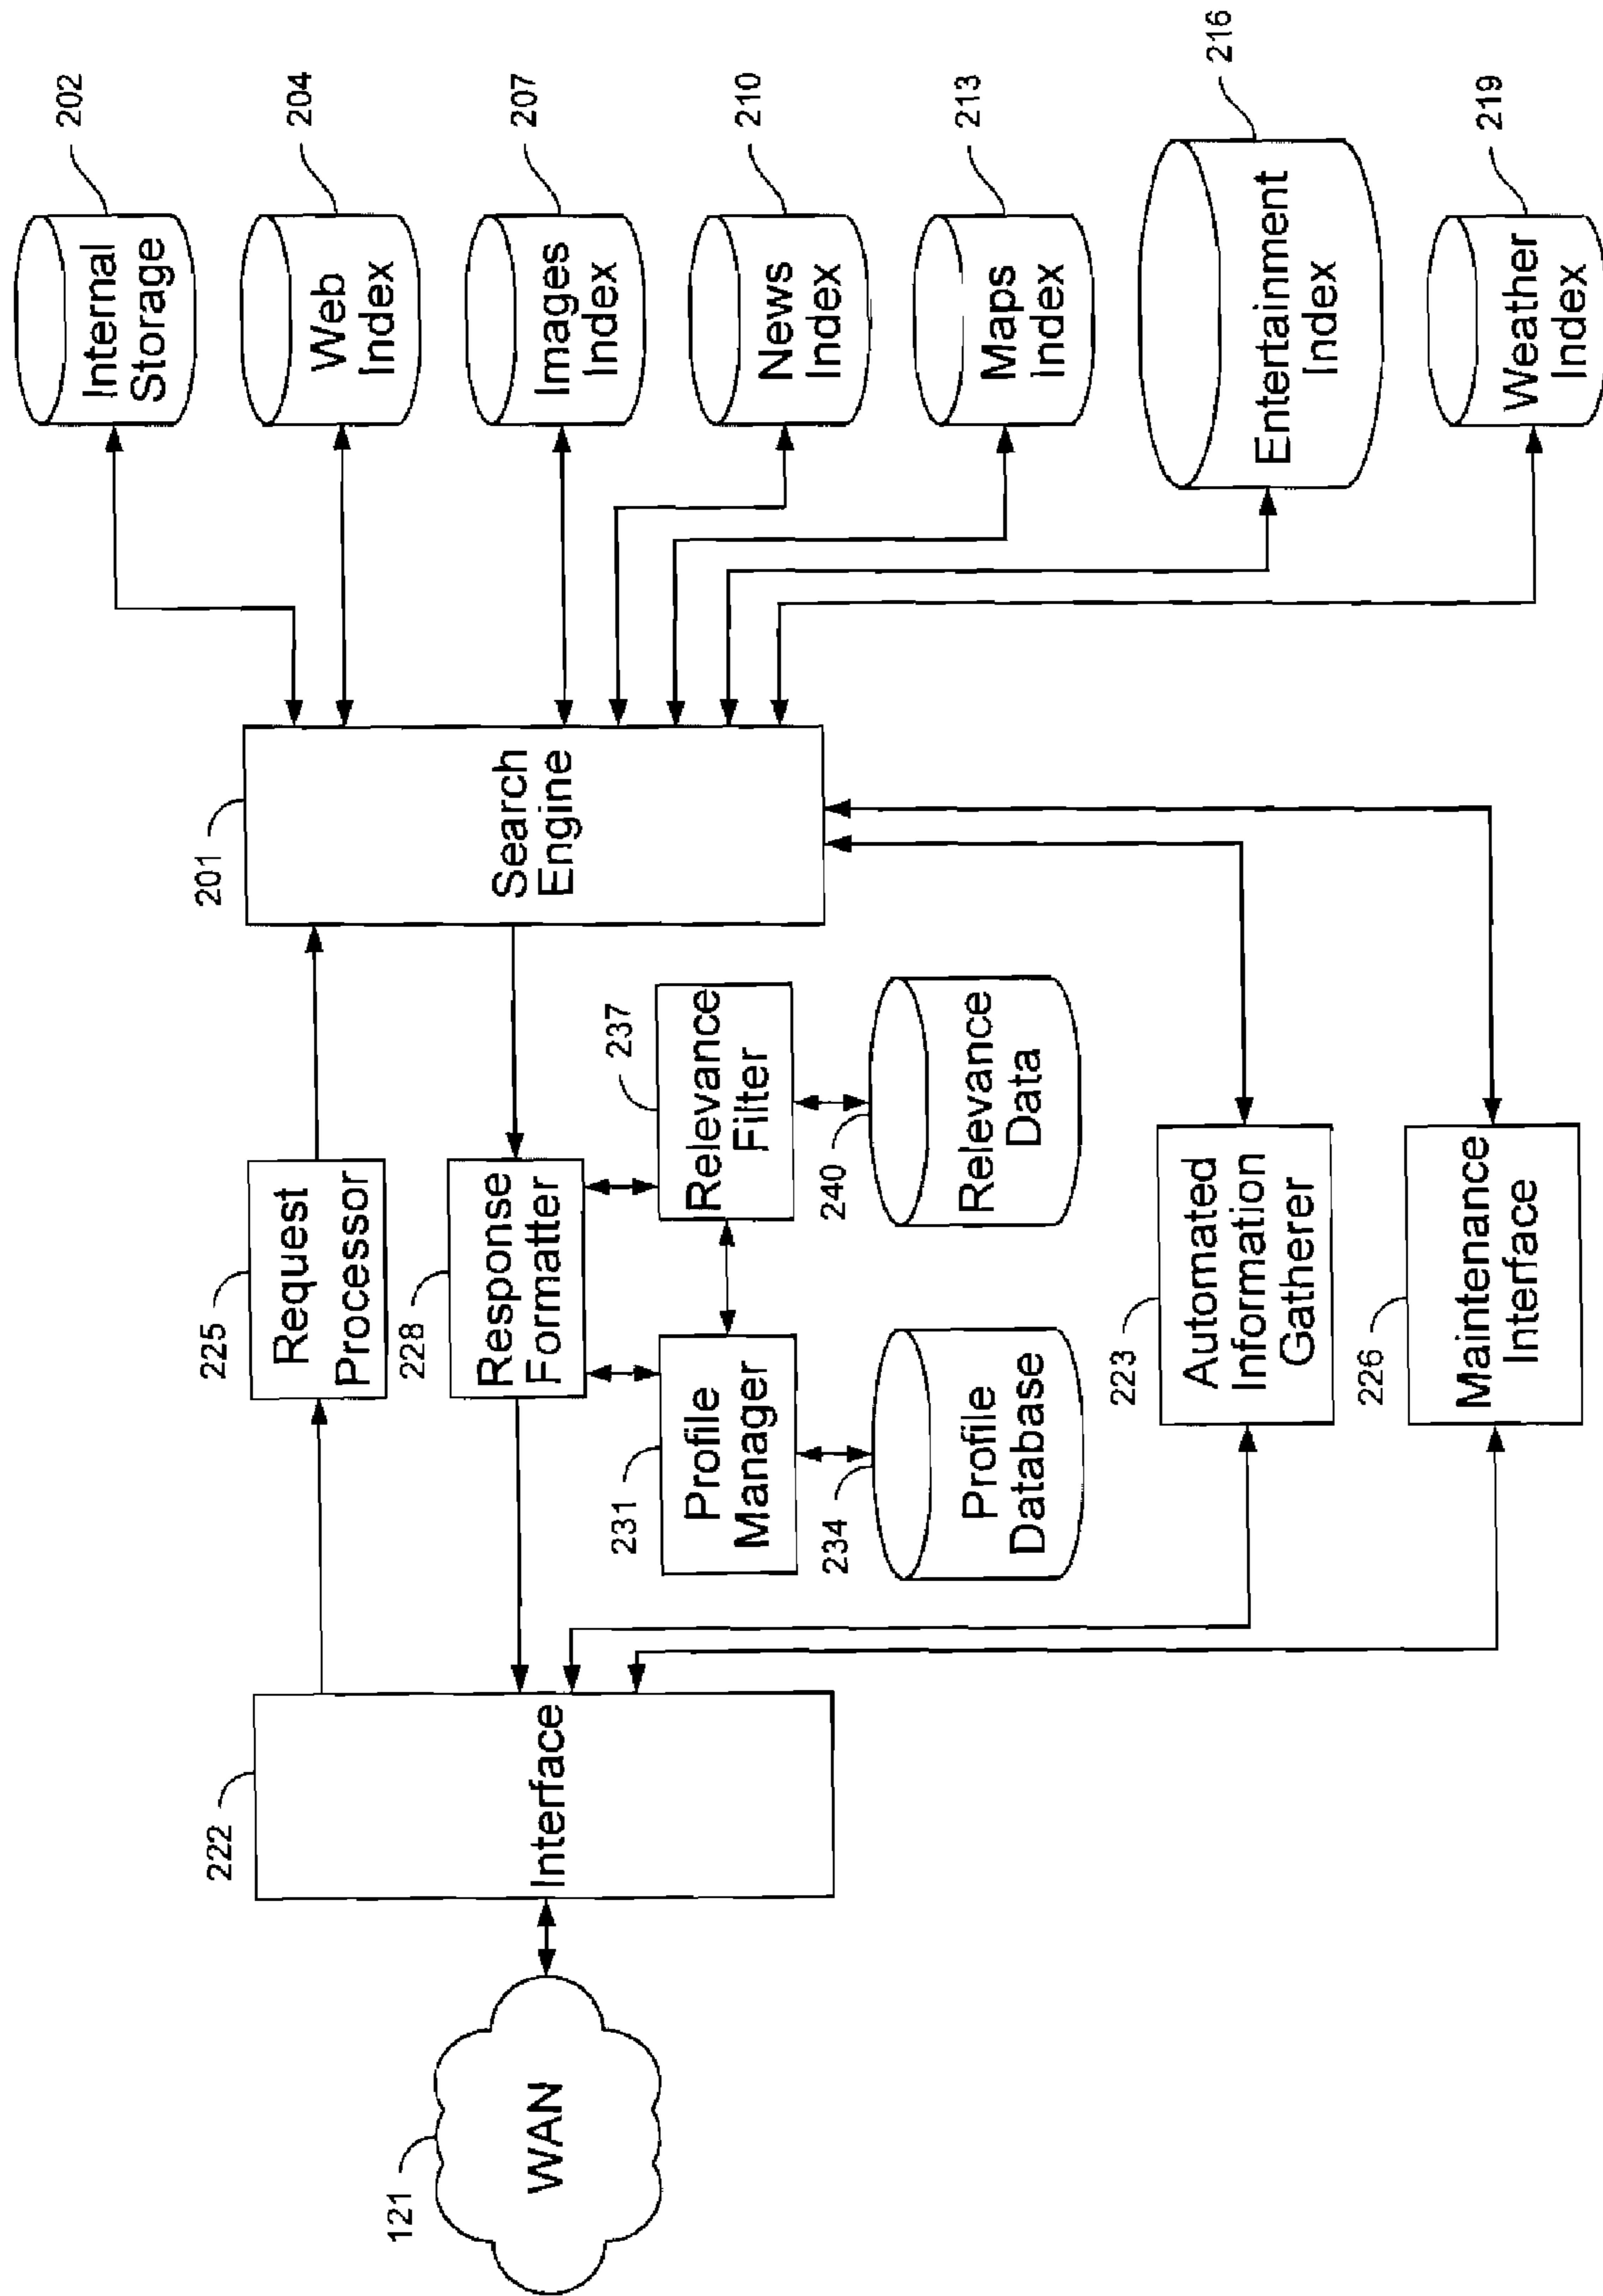 202
Internal
Storage
204
Web
Index
207
Images
Index
210
News
Index
213
Maps
Index
216
Entertainment
Index
219
Weather
Index
201
Search
Engine
225
Request
Processor
228
Response
Formatter
237
Relevance
Filter
240
Relevance
Data
231
Profile
Manager
234
Profile
Database
223
Automated
Information
Gatherer
226
Maintenance
Interface
222
Interface
121
WAN